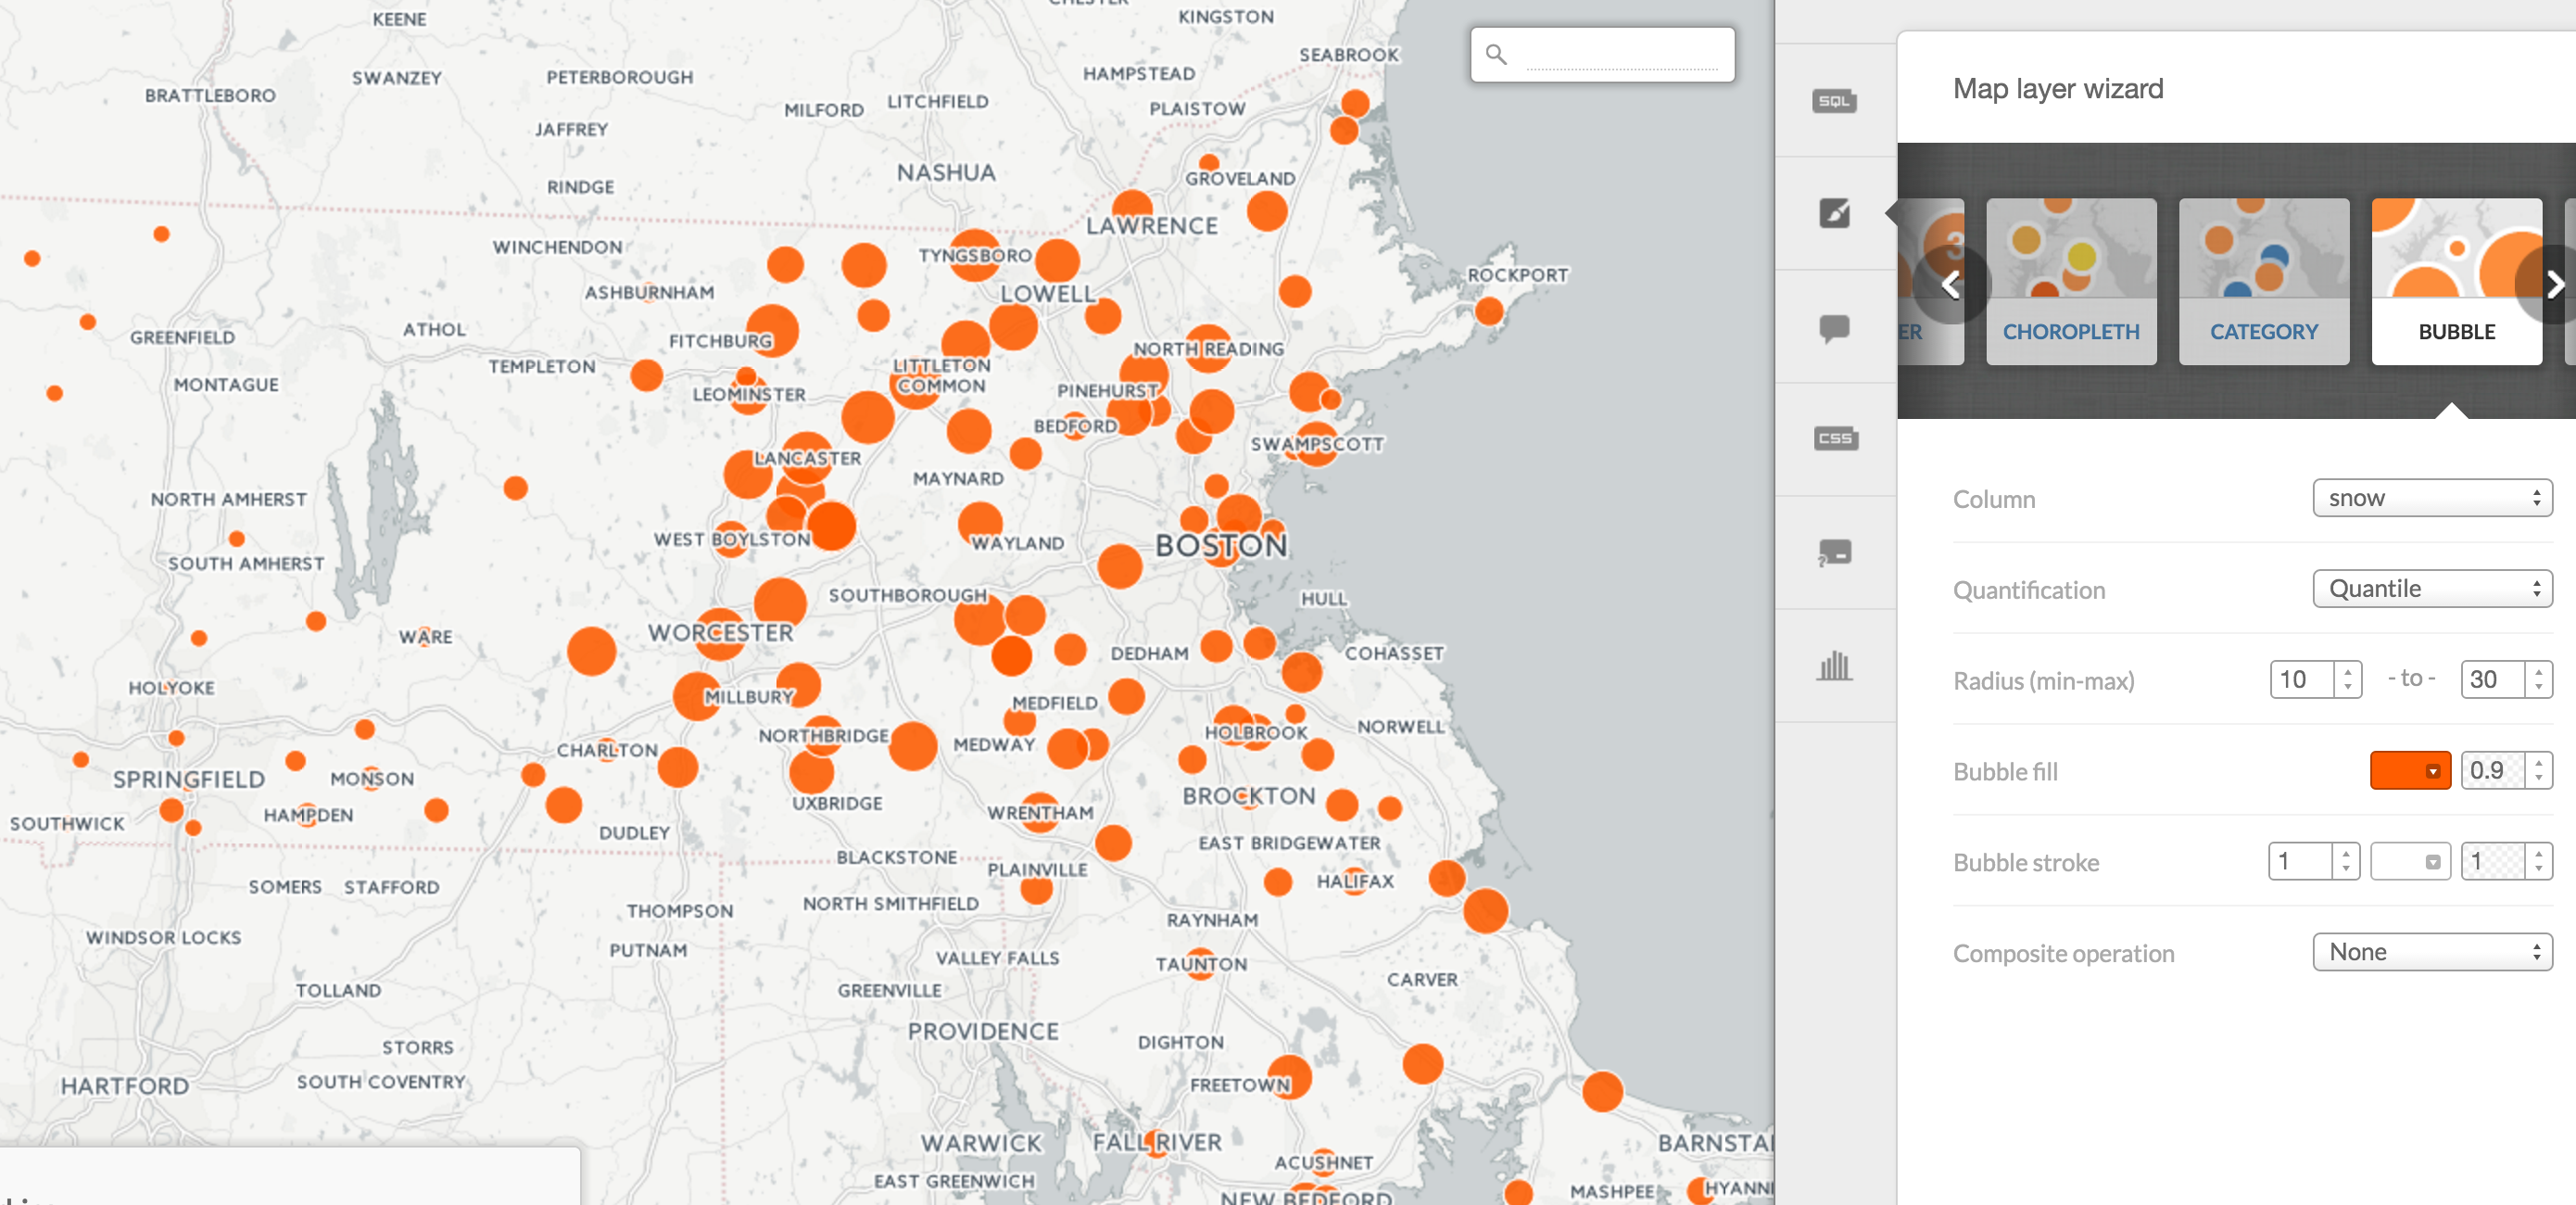 CHESTER
KEENE
KINGSTON
SEABROOK
SWANZEY
PETERBOROUGH
HAMPSTEAD
BRATTLEBORO
MILFORD
LITCHFIELD
PLAISTOW
JAFFREY
NASHUA
GROVELAND
RINDGE
LAWRENCE
WINCHENDON
TYNGSBORO
ROCKPORT
ASHBURNHAM
LOWELL
GREENFIELD
ATHOL
FITCHBURG
NORTH READING
TEMPLETON
LITTLETON
COMMON
MONTAGUE
LEOMINSTER
PINEHURST
BEDFORD
SWAMPSCOTT
LANCASTER
MAYNARD
NORTH AMHERST
WEST BOYLSTON
WAYLAND
BOSTON
SOUTH AMHERST
SOUTHBOROUGH
HULL
WARE
WORCESTER
DEDHAM
COHASSET
HOLYOKE
MILLBURY
MEDFIELD
NORWELL
NORTHBRIDGE
MEDWAY
HOLBROOK
CHARLTON
SPRINGFIELD
MONSON
BROCKTON
UXBRIDGE
WRENTHAM
SOUTHWICK
HAMPDEN
DUDLEY
EAST BRIDGEWATER
BLACKSTONE
PLAINVILLE
HALIFAX
SOMERS
STAFFORD
NORTH SMITHFIELD
THOMPSON
RAYNHAM
WINDSOR LOCKS
PUTNAM
VALLEY FALLS
TAUNTON
CARVER
TOLLAND
GREENVILLE
PROVIDENCE
DIGHTON
STORRS
HARTFORD
SOUTH COVENTRY
FREETOWN
WARWICK
FALL RIVER
BARNSTA
ACUSHNET
EAST GREENWICH
NEW BEDFORD
MASHPEE
HYANNI
SQL
CSS
?
Map layer wizard
3
ER
CHOROPLETH
CATEGORY
BUBBLE
Column snow
Quantification Quantile
Radius (min-max) 10 - to - 30
Bubble fill 0.9
Bubble stroke 1 1
Composite operation None